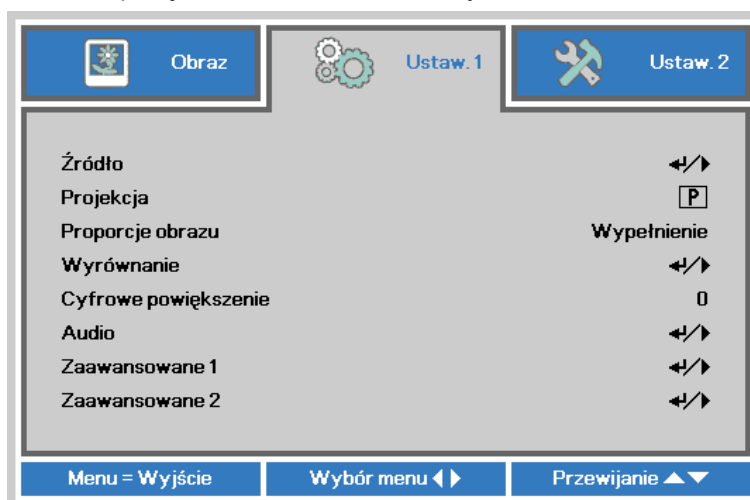 Obraz Ustaw. 1 Ustaw. 2
Źródło
Projekcja P
Proporcje obrazu Wypełnienie
Wyrównanie
Cyfrowe powiększenie 0
Audio
Zaawansowane 1
Zaawansowane 2
Menu = Wyjście Wybór menu ◀▶ Przewijanie ▲▼